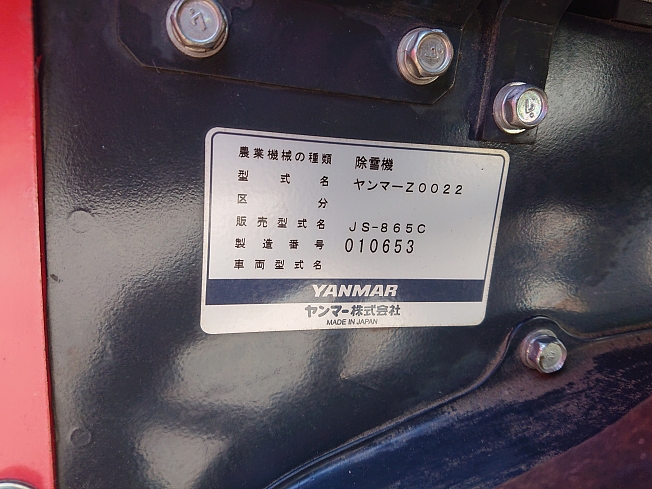 農業機械の種類 除雪機
型式名 ヤンマーZ0022
区分
販売型式名 JS-865C
製造番号 010653
車両型式名
YANMAR
ヤンマー株式会社
MADE IN JAPAN